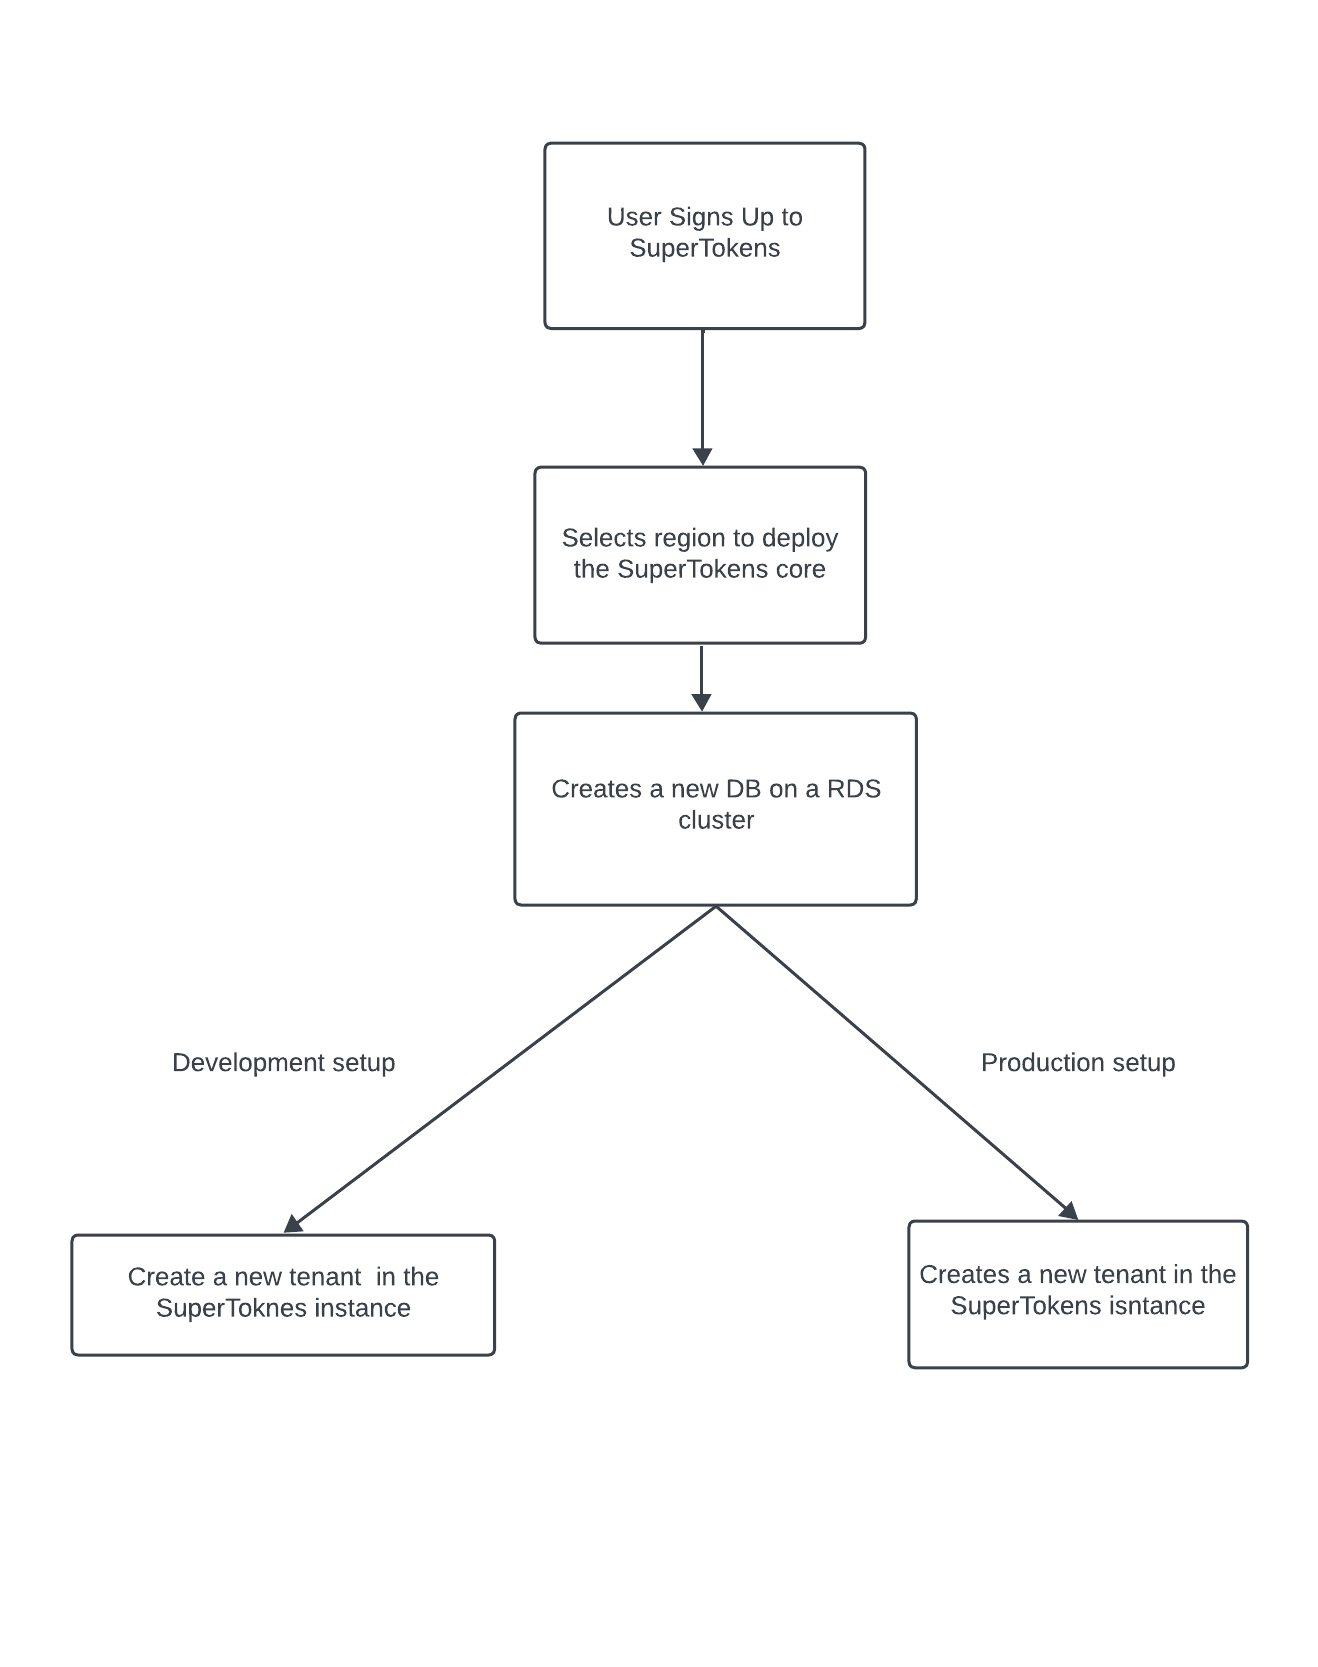 User Signs Up to
SuperTokens
Selects region to deploy
the SuperTokens core
Creates a new DB on a RDS
cluster
Development setup
Production setup
Create a new tenant  in the
SuperToknes instance
Creates a new tenant in the
SuperTokens isntance